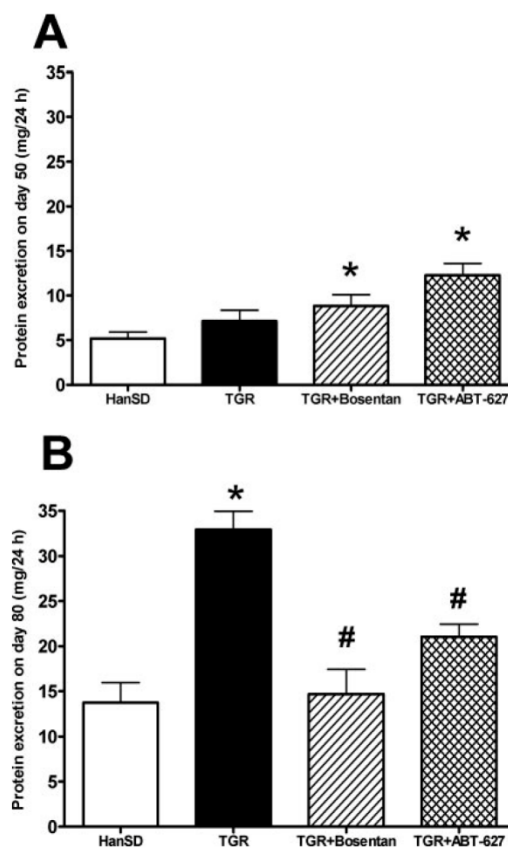 A
Protein excretion on day 50 (mg/24 h)
35
30
25
20
15
10
5
0
*
*
HanSD
TGR
TGR+Bosentan
TGR+ABT-627
B
Protein excretion on day 80 (mg/24 h)
35
30
25
20
15
10
5
0
*
#
#
HanSD
TGR
TGR+Bosentan
TGR+ABT-627